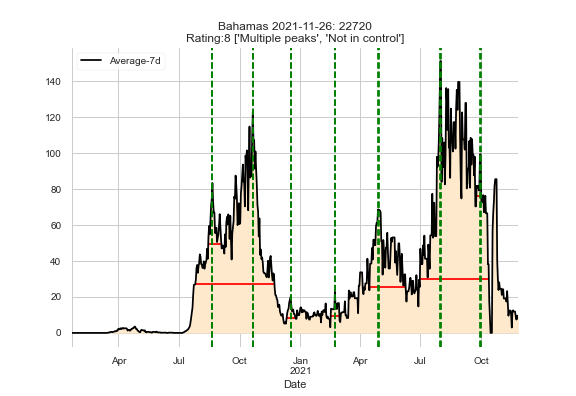 Bahamas 2021-11-26: 22720
Rating:8 ['Multiple peaks', 'Not in control']
Average-7d
140
120
100
80
60
40
20
0
Apr
Jul
Oct
Jan
2021
Apr
Jul
Oct
Date